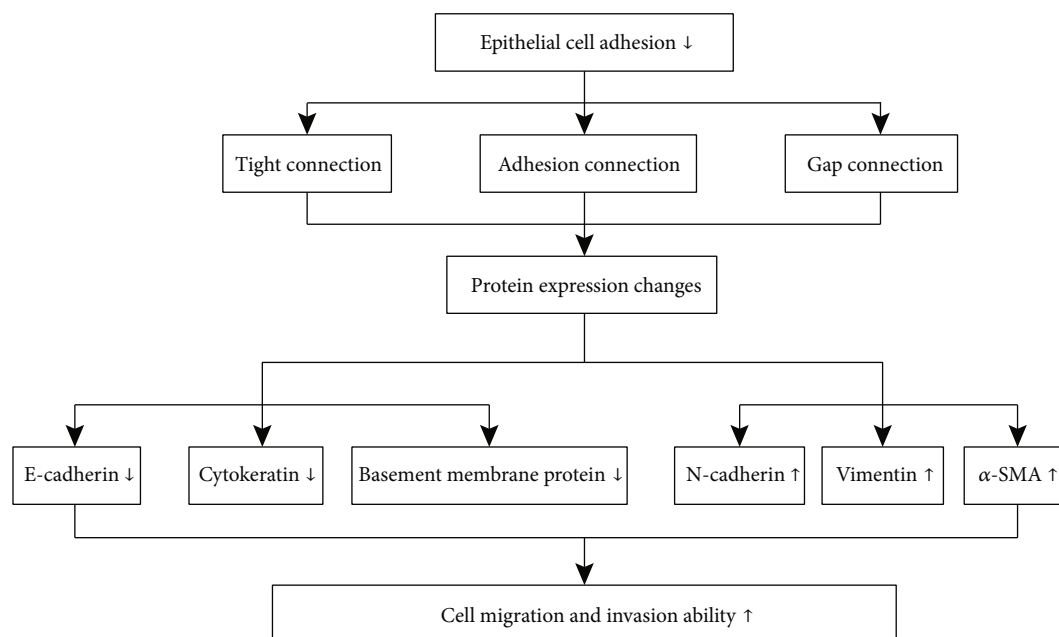 Epithelial cell adhesion ↓
Tight connection
Adhesion connection
Gap connection
Protein expression changes
E-cadherin ↓
Cytokeratin ↓
Basement membrane protein ↓
N-cadherin ↑
Vimentin ↑
α-SMA ↑
Cell migration and invasion ability ↑